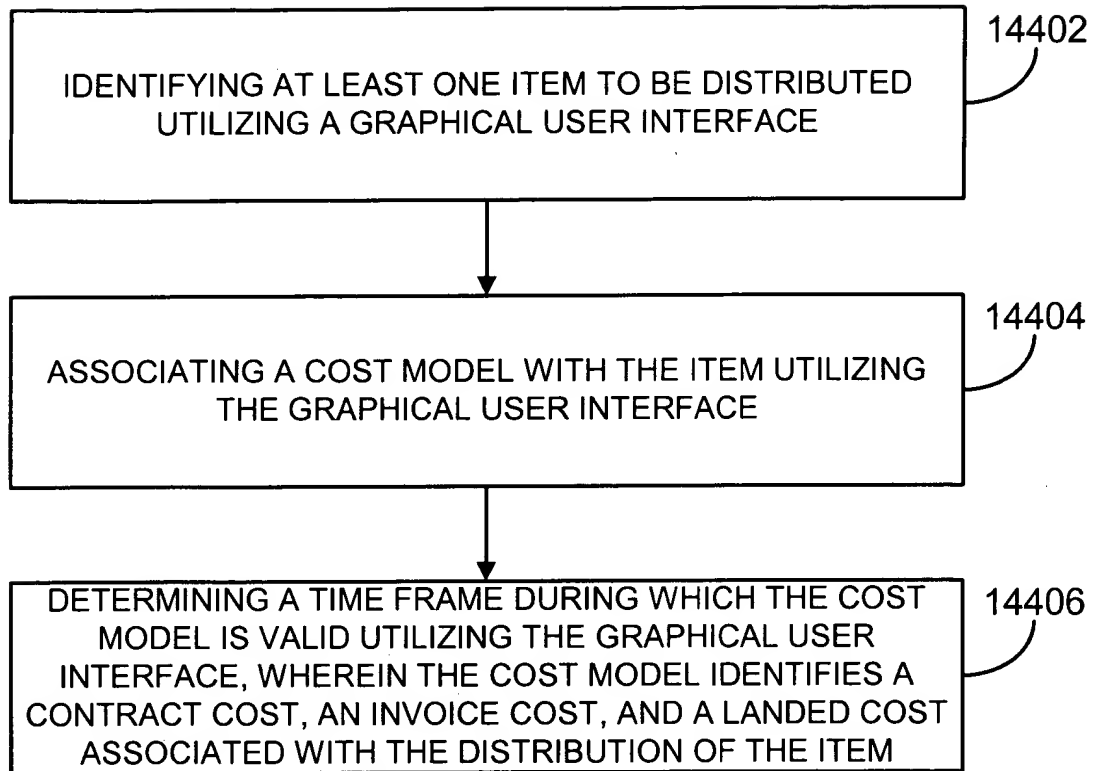 14402
IDENTIFYING AT LEAST ONE ITEM TO BE DISTRIBUTED
UTILIZING A GRAPHICAL USER INTERFACE
14404
ASSOCIATING A COST MODEL WITH THE ITEM UTILIZING
THE GRAPHICAL USER INTERFACE
14406
DETERMINING A TIME FRAME DURING WHICH THE COST
MODEL IS VALID UTILIZING THE GRAPHICAL USER
INTERFACE, WHEREIN THE COST MODEL IDENTIFIES A
CONTRACT COST, AN INVOICE COST, AND A LANDED COST
ASSOCIATED WITH THE DISTRIBUTION OF THE ITEM